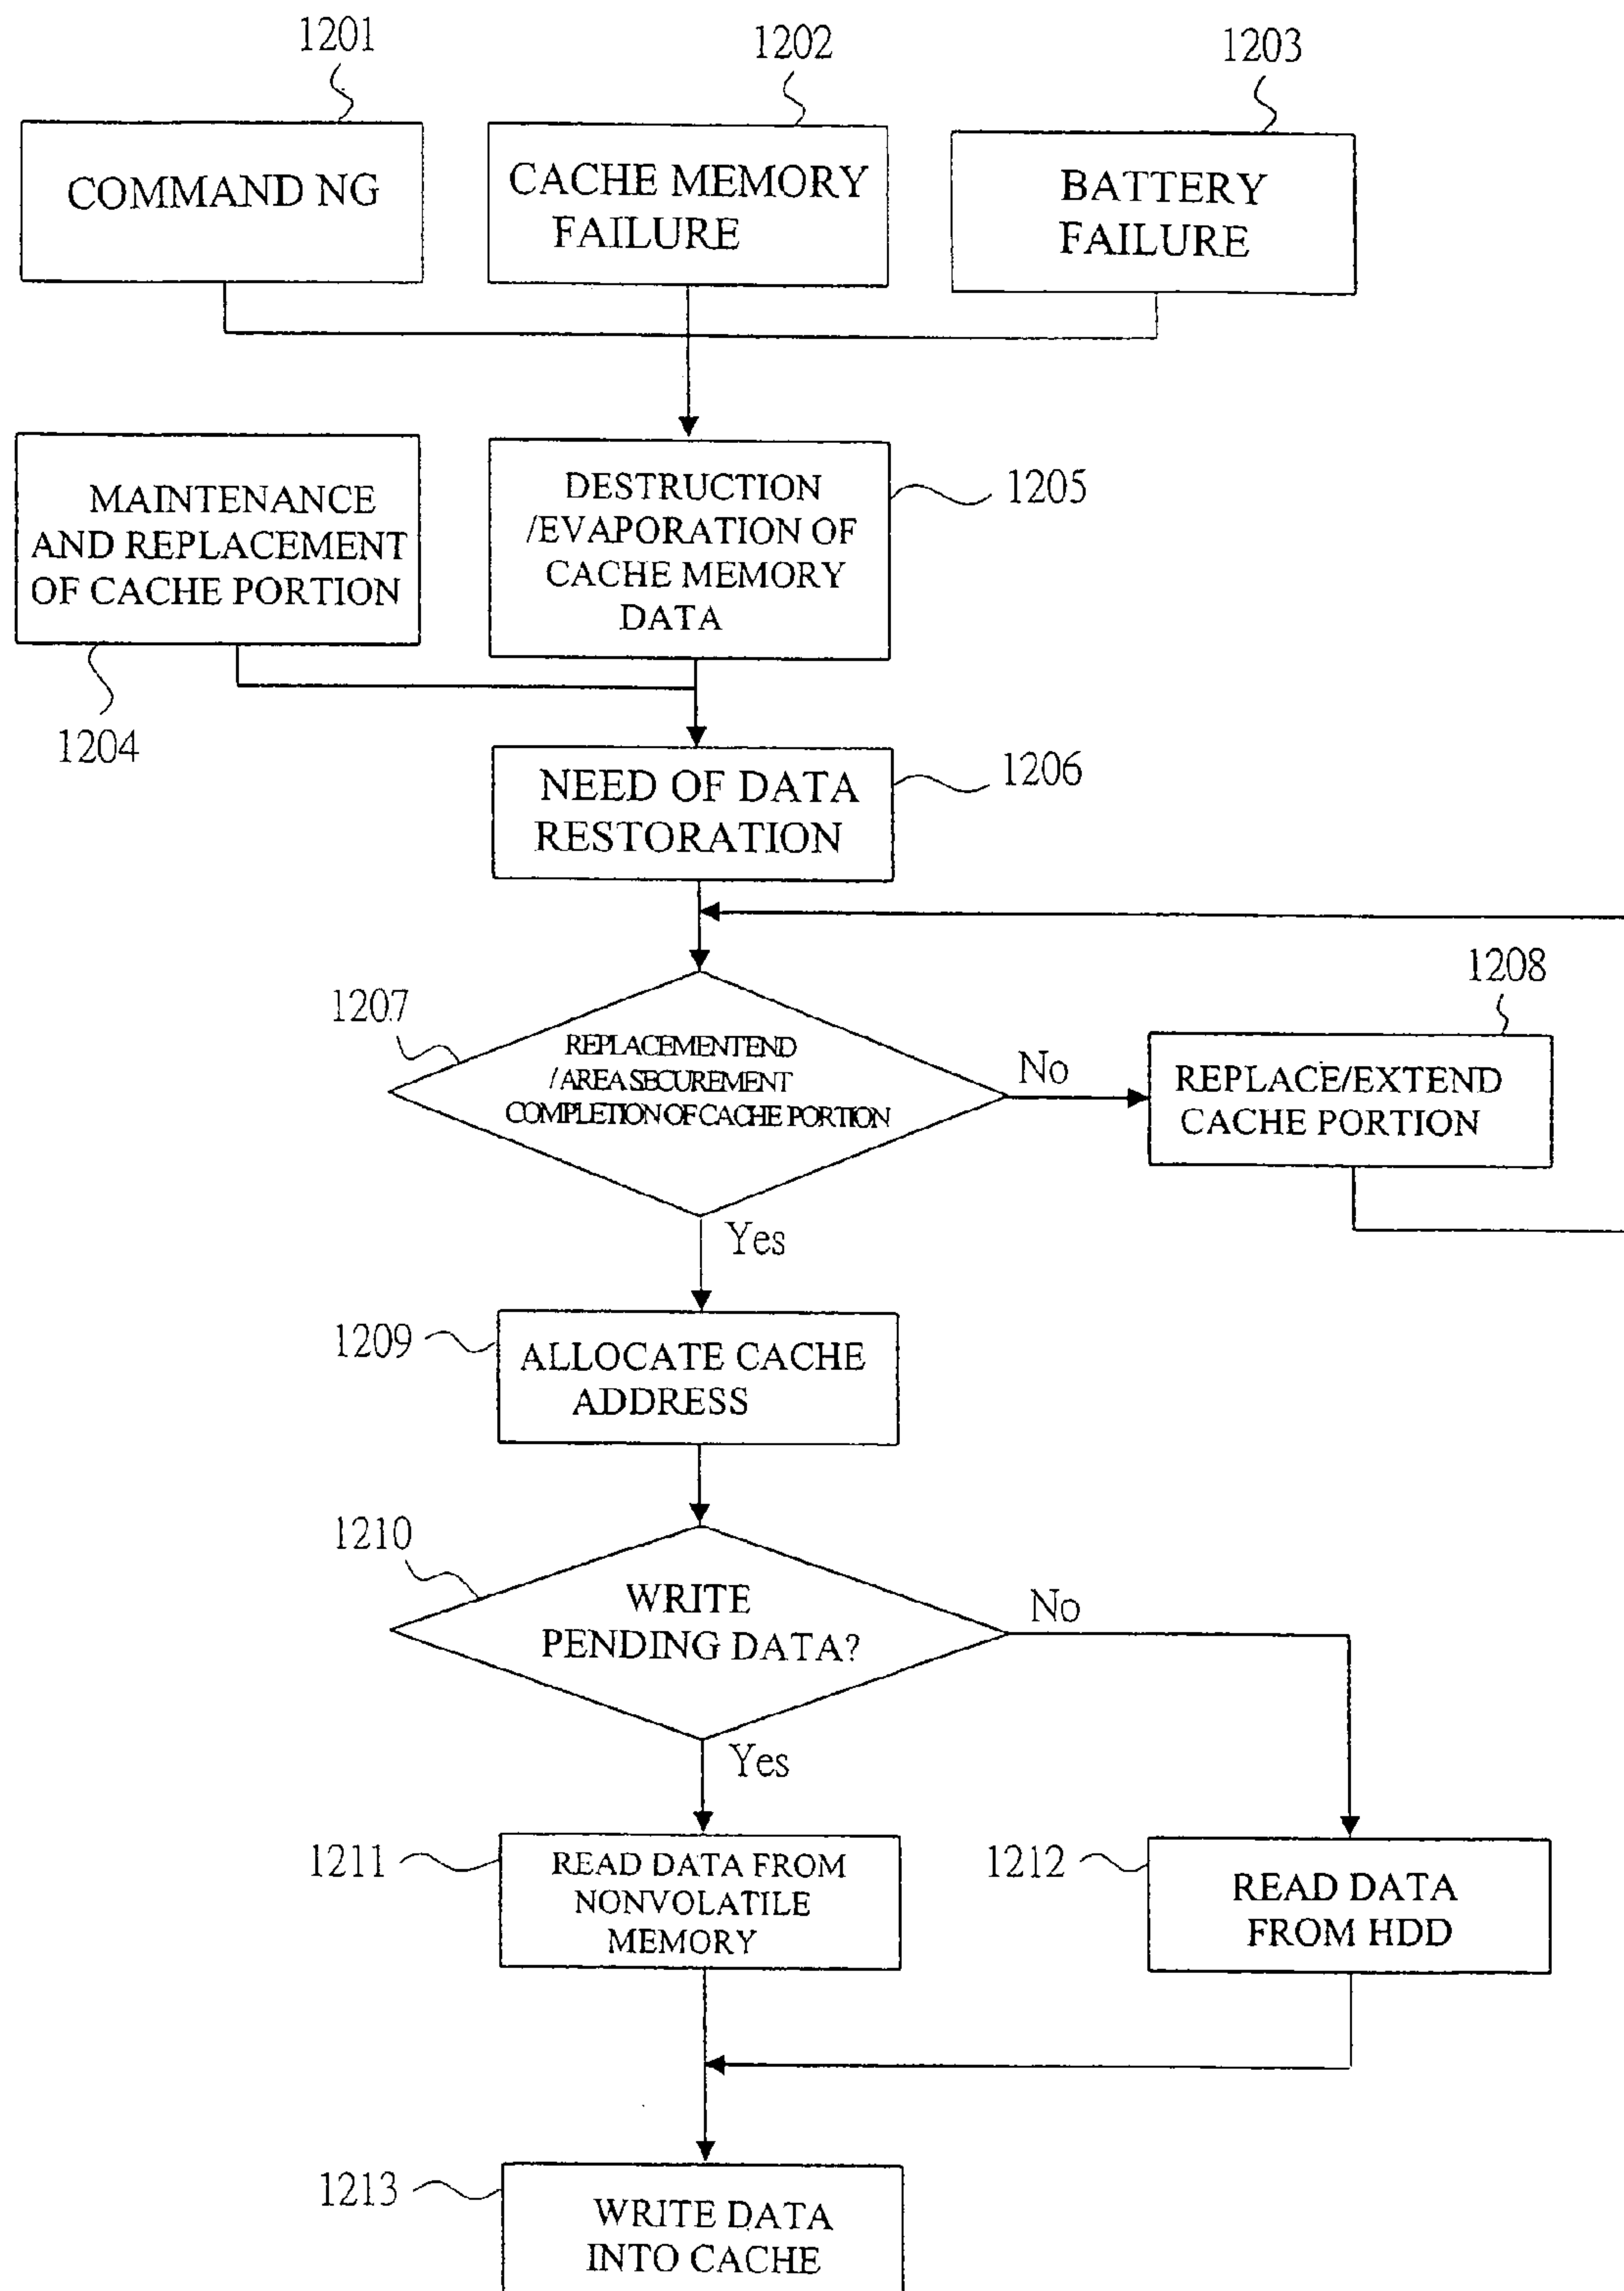 1201
1202
1203
COMMAND NG
CACHE MEMORY
FAILURE
BATTERY
FAILURE
MAINTENANCE
AND REPLACEMENT
OF CACHE PORTION
1204
DESTRUCTION
/EVAPORATION OF
CACHE MEMORY
DATA
1205
NEED OF DATA
RESTORATION
1206
1207
REPLACEMENT END
/ AREA SECUREMENT
COMPLETION OF CACHE PORTION
No
1208
REPLACE/EXTEND
CACHE PORTION
Yes
1209
ALLOCATE CACHE
ADDRESS
1210
WRITE
PENDING DATA?
No
Yes
1211
READ DATA FROM
NONVOLATILE
MEMORY
1212
READ DATA
FROM HDD
1213
WRITE DATA
INTO CACHE